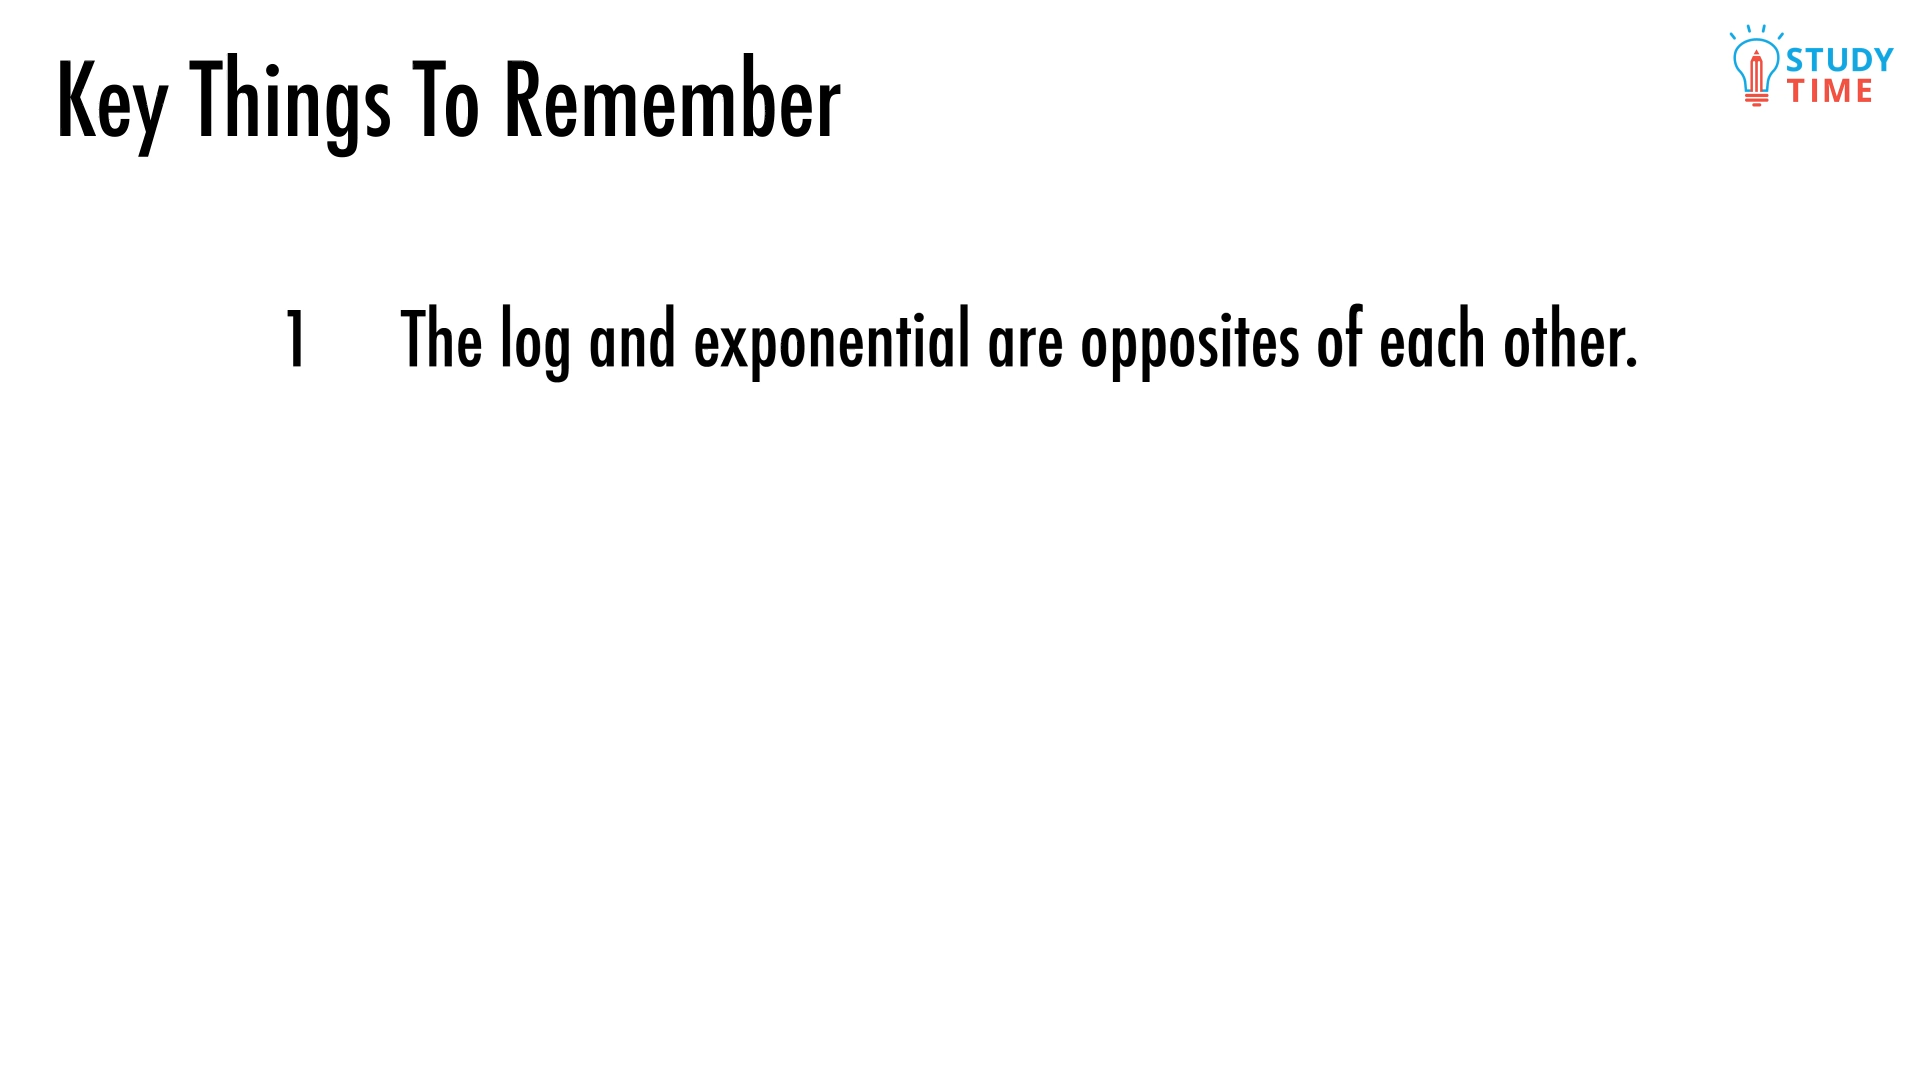 Key Things To Remember
STUDY
TIME
1 The log and exponential are opposites of each other.